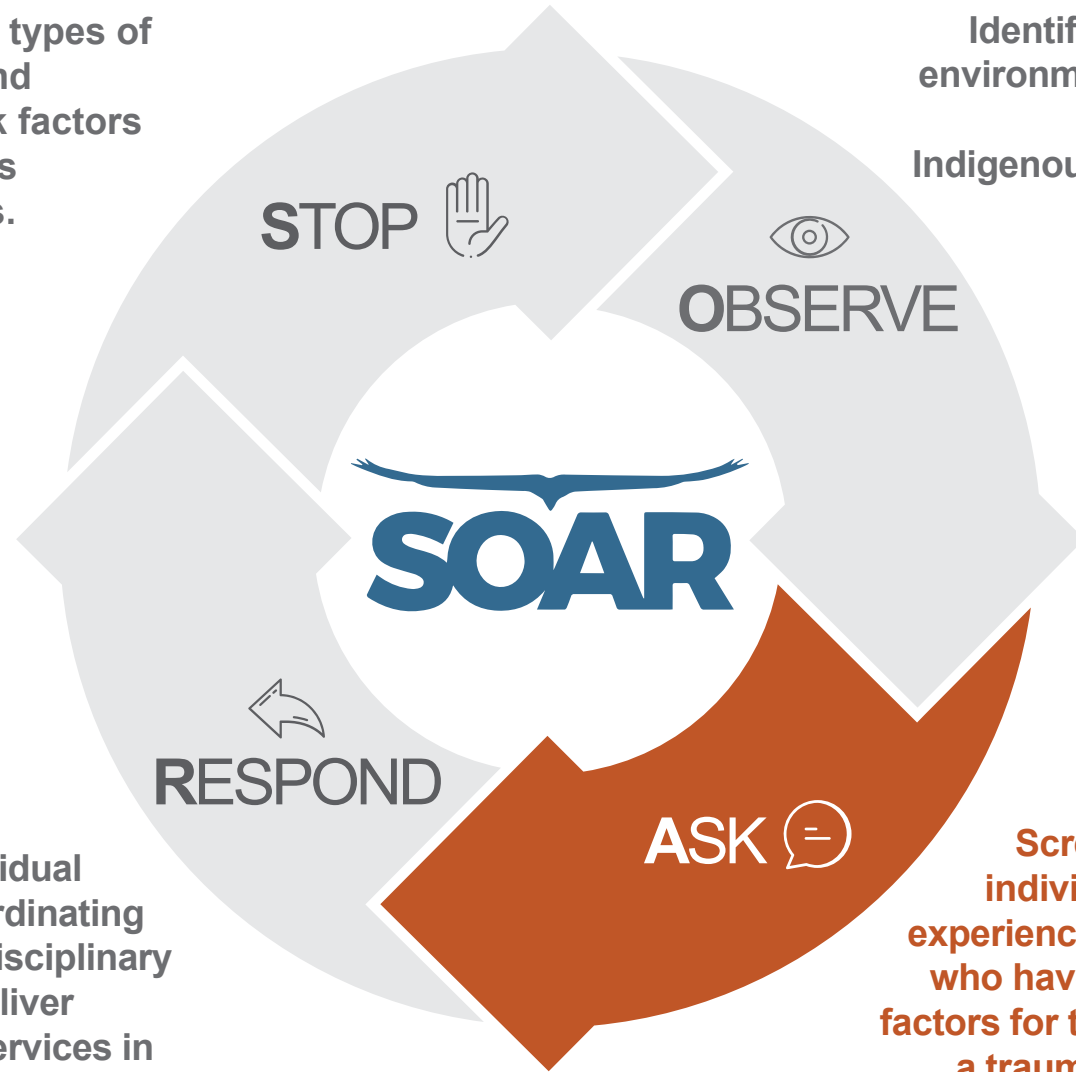 types of
nd
k factors
s
s.
STOP
Identif
environm
Indigenou
OBSERVE
SOAR
RESPOND
ASK
idual
rdinating
isciplinary
liver
ervices in
Scre
indivi
experienc
who hav
factors for t
a traum